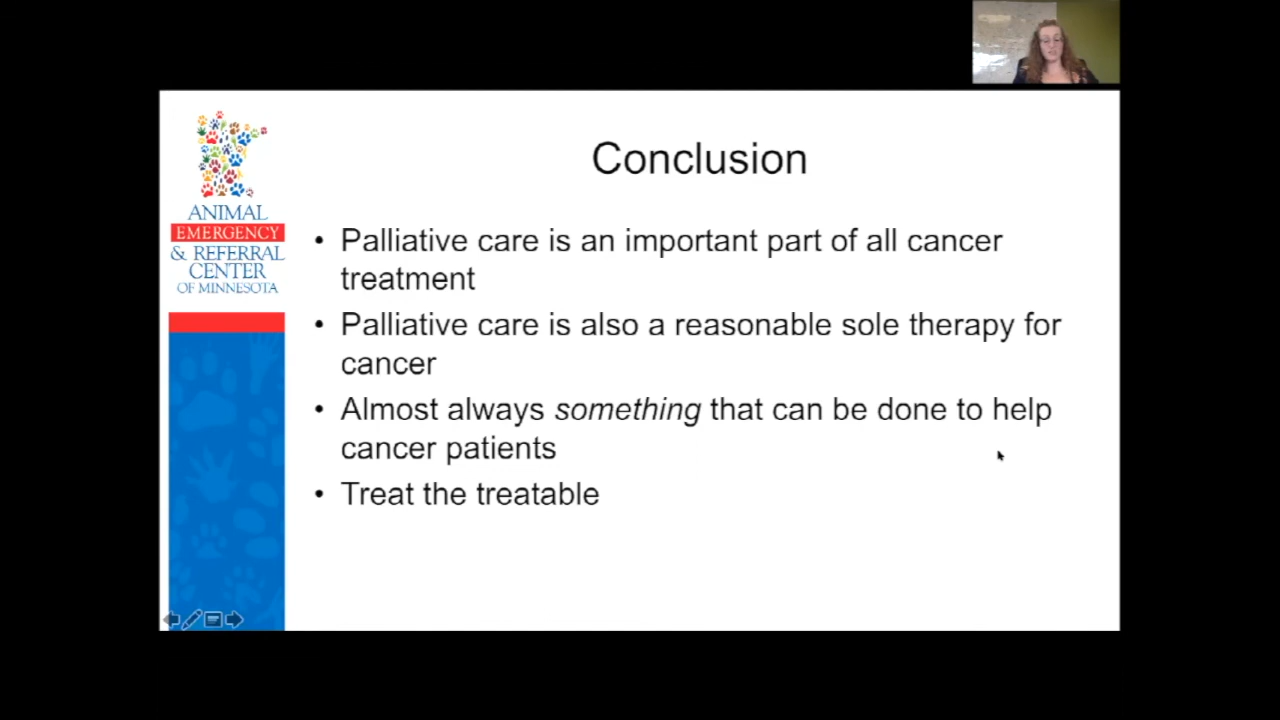 Conclusion
ANIMAL
EMERGENCY
& REFERRAL
CENTER
OF MINNESOTA
• Palliative care is an important part of all cancer
treatment
• Palliative care is also a reasonable sole therapy for
cancer
• Almost always something that can be done to help
cancer patients
• Treat the treatable